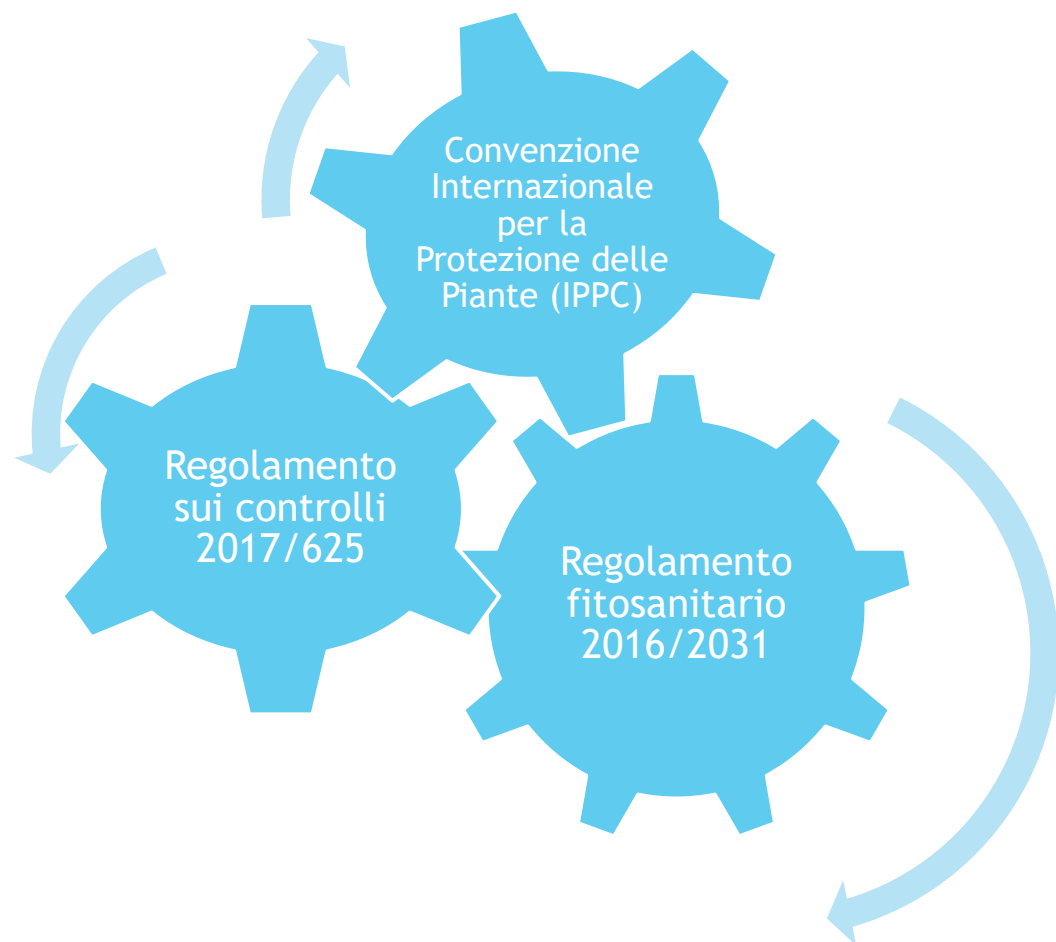 Convenzione
Internazionale
per la
Protezione delle
Piante (IPPC)
Regolamento
sui controlli
2017/625
Regolamento
fitosanitario
2016/2031